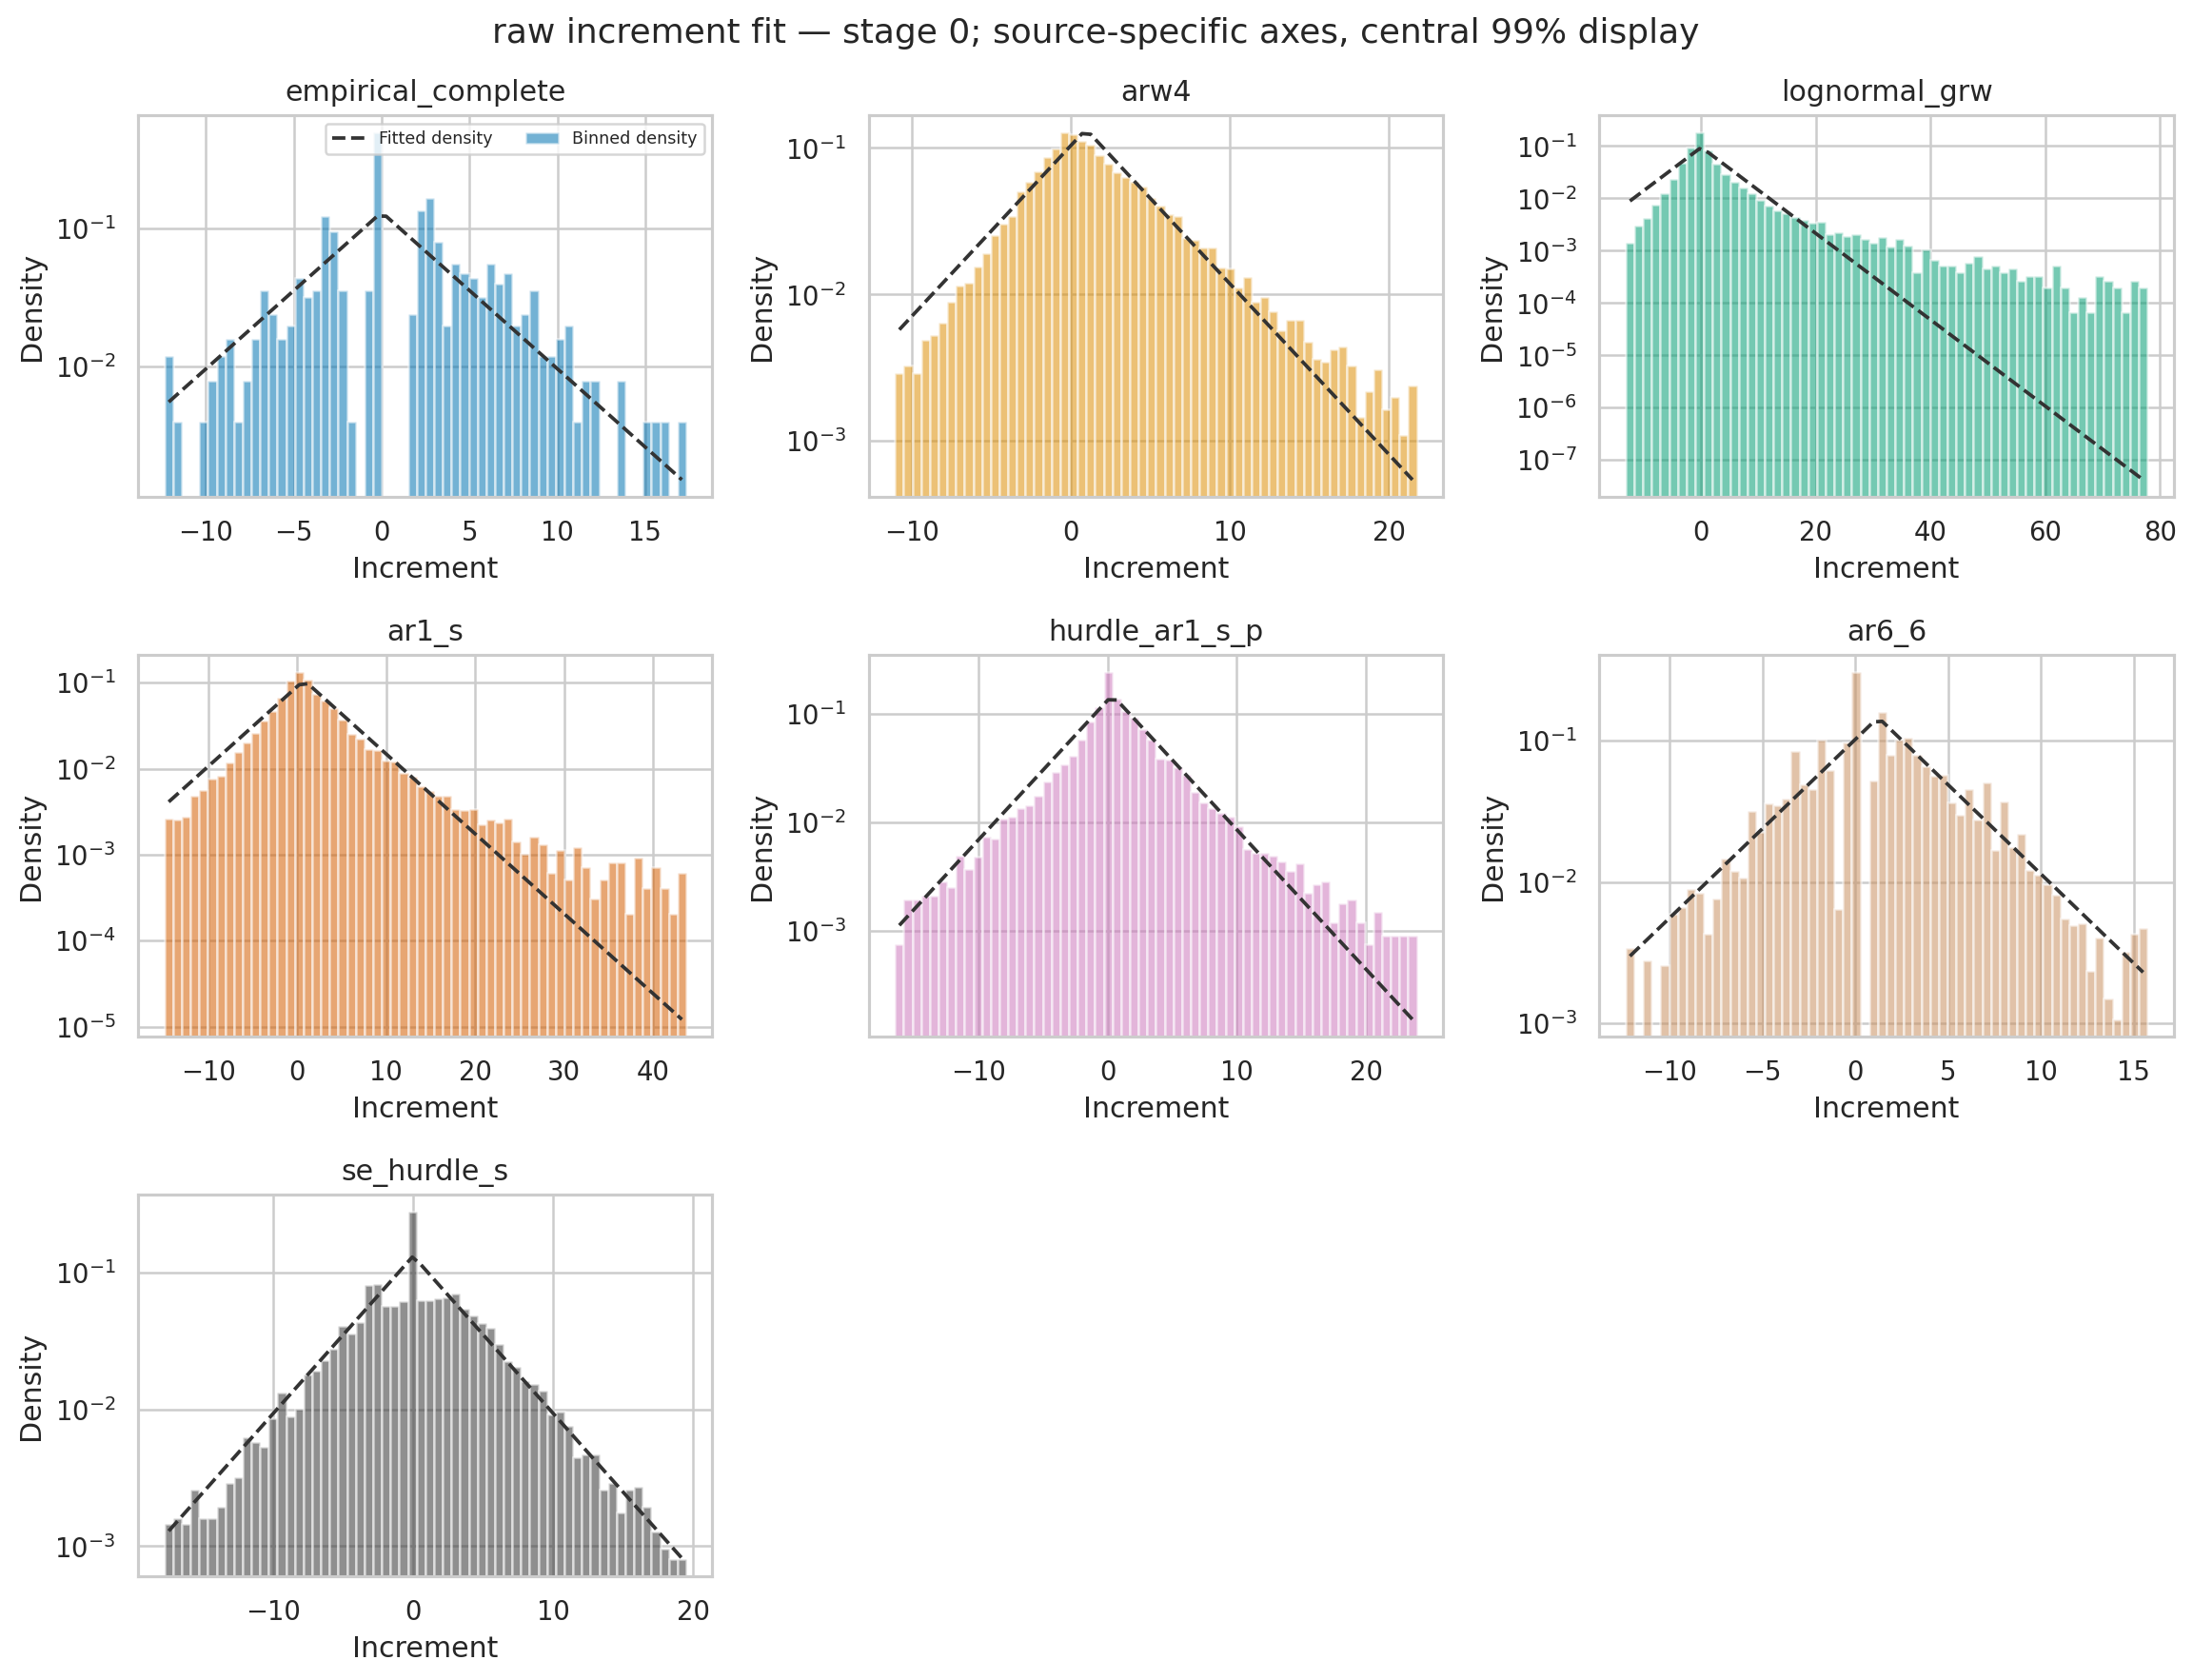 raw increment fit — stage 0; source-specific axes, central 99% display
empirical_complete
Fitted density
Binned density
Density
10⁻¹
10⁻²
−10 −5 0 5 10 15
Increment
arw4
Density
10⁻¹
10⁻²
10⁻³
−10 0 10 20
Increment
lognormal_grw
Density
10⁻¹
10⁻²
10⁻³
10⁻⁴
10⁻⁵
10⁻⁶
10⁻⁷
0 20 40 60 80
Increment
ar1_s
Density
10⁻¹
10⁻²
10⁻³
10⁻⁴
10⁻⁵
−10 0 10 20 30 40
Increment
hurdle_ar1_s_p
Density
10⁻¹
10⁻²
10⁻³
−10 0 10 20
Increment
ar6_6
Density
10⁻¹
10⁻²
10⁻³
−10 −5 0 5 10 15
Increment
se_hurdle_s
Density
10⁻¹
10⁻²
10⁻³
−10 0 10 20
Increment